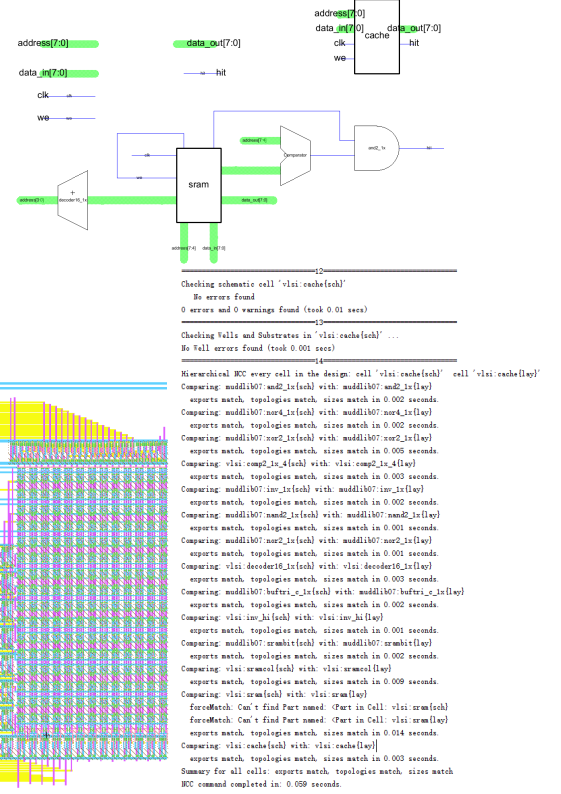 address[7:0]
data_in[7:0]
data_out[7:0]
clk
cache
hit
we
address[7:0]
data_out[7:0]
data_in[7:0]
hit
clk
clk
we
we
clk
we
sram
Comparator
and2_1x
decoder16_1x
data_out[7:0]
address[7:4]
data_in[7:0]
12
Checking schematic cell 'vlsi:cache{sch}'
No errors found
0 errors and 0 warnings found (took 0.01 secs)
13
Checking Wells and Substrates in 'vlsi:cache{sch}' ...
No Well errors found (took 0.001 secs)
14
Hierarchical NCC every cell in the design: cell 'vlsi:cache{sch}'  cell 'vlsi:cache{lay}'
Comparing: muddlib07:and2_1x{sch} with: muddlib07:and2_1x{lay}
exports match, topologies match, sizes match in 0.002 seconds.
Comparing: muddlib07:nor4_1x{sch} with: muddlib07:nor4_1x{lay}
exports match, topologies match, sizes match in 0.002 seconds.
Comparing: muddlib07:xor2_1x{sch} with: muddlib07:xor2_1x{lay}
exports match, topologies match, sizes match in 0.005 seconds.
Comparing: vlsi:comp2_1x_4{sch} with: vlsi:comp2_1x_4{lay}
exports match, topologies match, sizes match in 0.003 seconds.
Comparing: muddlib07:inv_1x{sch} with: muddlib07:inv_1x{lay}
exports match, topologies match, sizes match in 0.002 seconds.
Comparing: muddlib07:nand2_1x{sch} with: muddlib07:nand2_1x{lay}
exports match, topologies match, sizes match in 0.001 seconds.
Comparing: muddlib07:nor2_1x{sch} with: muddlib07:nor2_1x{lay}
exports match, topologies match, sizes match in 0.001 seconds.
Comparing: vlsi:decoder16_1x{sch} with: vlsi:decoder16_1x{lay}
exports match, topologies match, sizes match in 0.003 seconds.
Comparing: muddlib07:buftri_c_1x{sch} with: muddlib07:buftri_c_1x{lay}
exports match, topologies match, sizes match in 0.002 seconds.
Comparing: vlsi:inv_hi{sch} with: vlsi:inv_hi{lay}
exports match, topologies match, sizes match in 0.001 seconds.
Comparing: muddlib07:srambit{sch} with: muddlib07:srambit{lay}
exports match, topologies match, sizes match in 0.002 seconds.
Comparing: vlsi:sramcol{sch} with: vlsi:sramcol{lay}
exports match, topologies match, sizes match in 0.009 seconds.
Comparing: vlsi:sram{sch} with: vlsi:sram{lay}
forceMatch: Can't find Part named: <Part in Cell: vlsi:sram{sch}
forceMatch: Can't find Part named: <Part in Cell: vlsi:sram{lay}
exports match, topologies match, sizes match in 0.014 seconds.
Comparing: vlsi:cache{sch} with: vlsi:cache{lay}
exports match, topologies match, sizes match in 0.003 seconds.
Summary for all cells: exports match, topologies match, sizes match
NCC command completed in: 0.059 seconds.